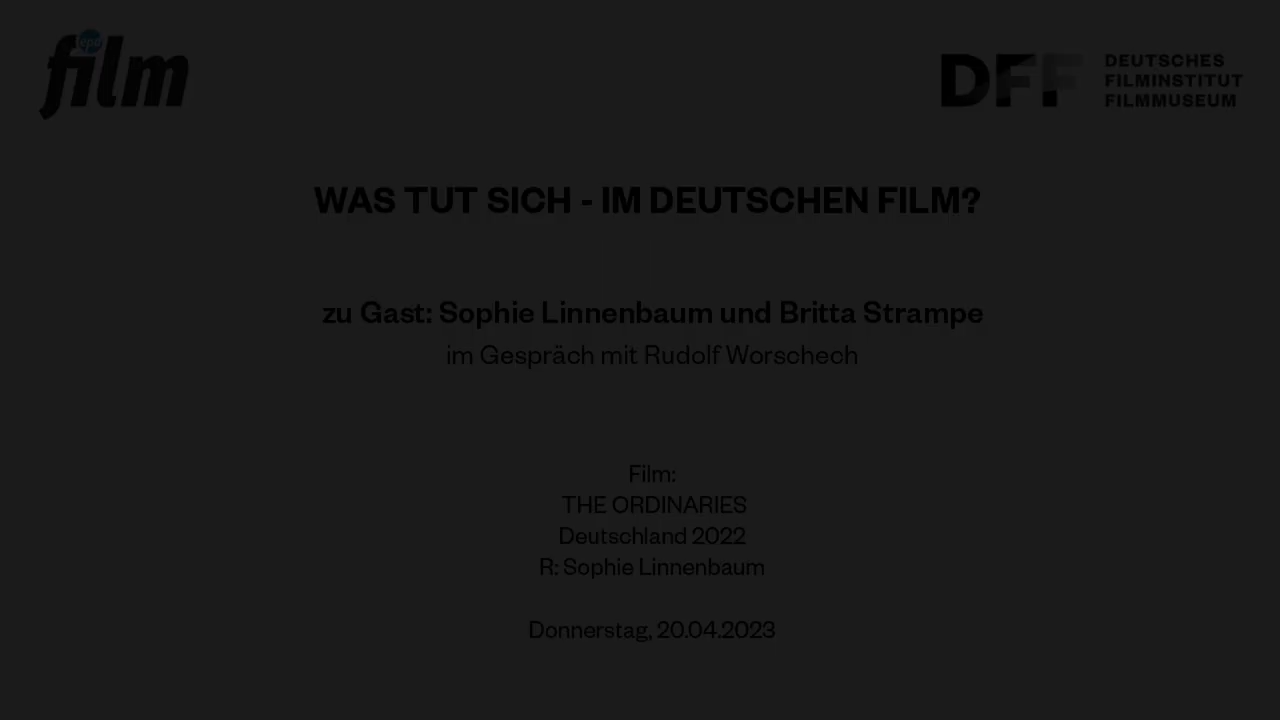 epd
film
DFF
DEUTSCHES
FILMINSTITUT
FILMMUSEUM
WAS TUT SICH - IM DEUTSCHEN FILM?
zu Gast: Sophie Linnenbaum und Britta Strampe
im Gespräch mit Rudolf Worschech
Film:
THE ORDINARIES
Deutschland 2022
R: Sophie Linnenbaum
Donnerstag, 20.04.2023